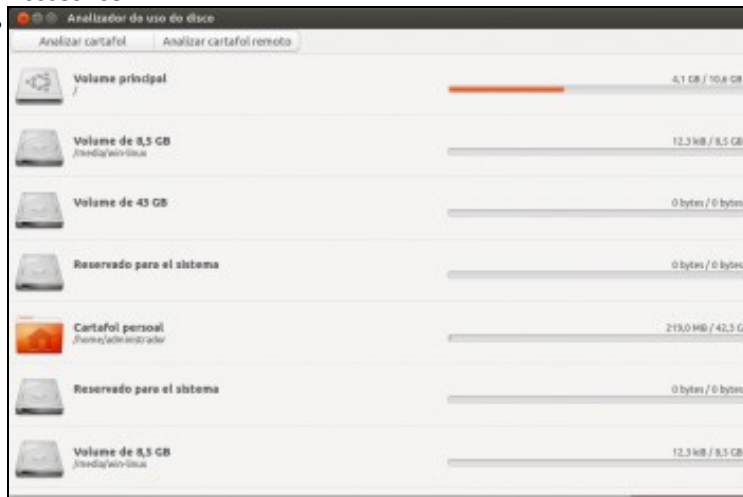 Analizador do uso do disco
Analizar cartafol Analizar cartafol remoto
Volume principal
/
4,1 GB / 10,6 GB
Volume de 8,5 GB
/media/win-linux
12,3 kB / 8,5 GB
Volume de 43 GB
0 bytes / 0 bytes
Reservado para el sistema
0 bytes / 0 bytes
Cartafol persoal
/home/administrador
219,0 MB / 42,3 G
Reservado para el sistema
0 bytes / 0 bytes
Volume de 8,5 GB
/media/win-linux
12,3 kB / 8,5 GB